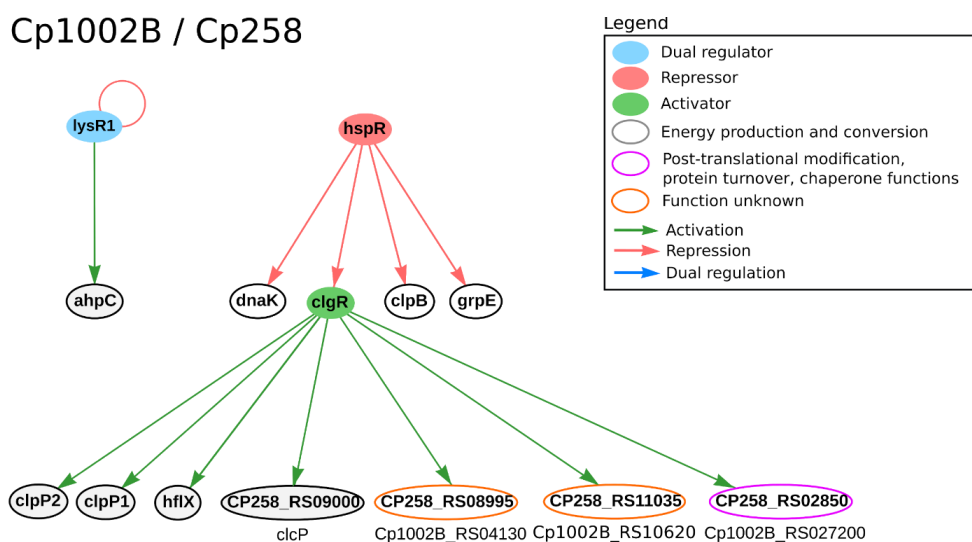 Cp1002B / Cp258
Legend
Dual regulator
Repressor
Activator
Energy production and conversion
Post-translational modification,
protein turnover, chaperone functions
Function unknown
Activation
Repression
Dual regulation
lysR1
hspR
ahpC
dnaK
clgR
clpB
grpE
clpP2
clpP1
hflX
CP258_RS09000
CP258_RS08995
CP258_RS11035
CP258_RS02850
clcP
Cp1002B_RS04130
Cp1002B_RS10620
Cp1002B_RS027200